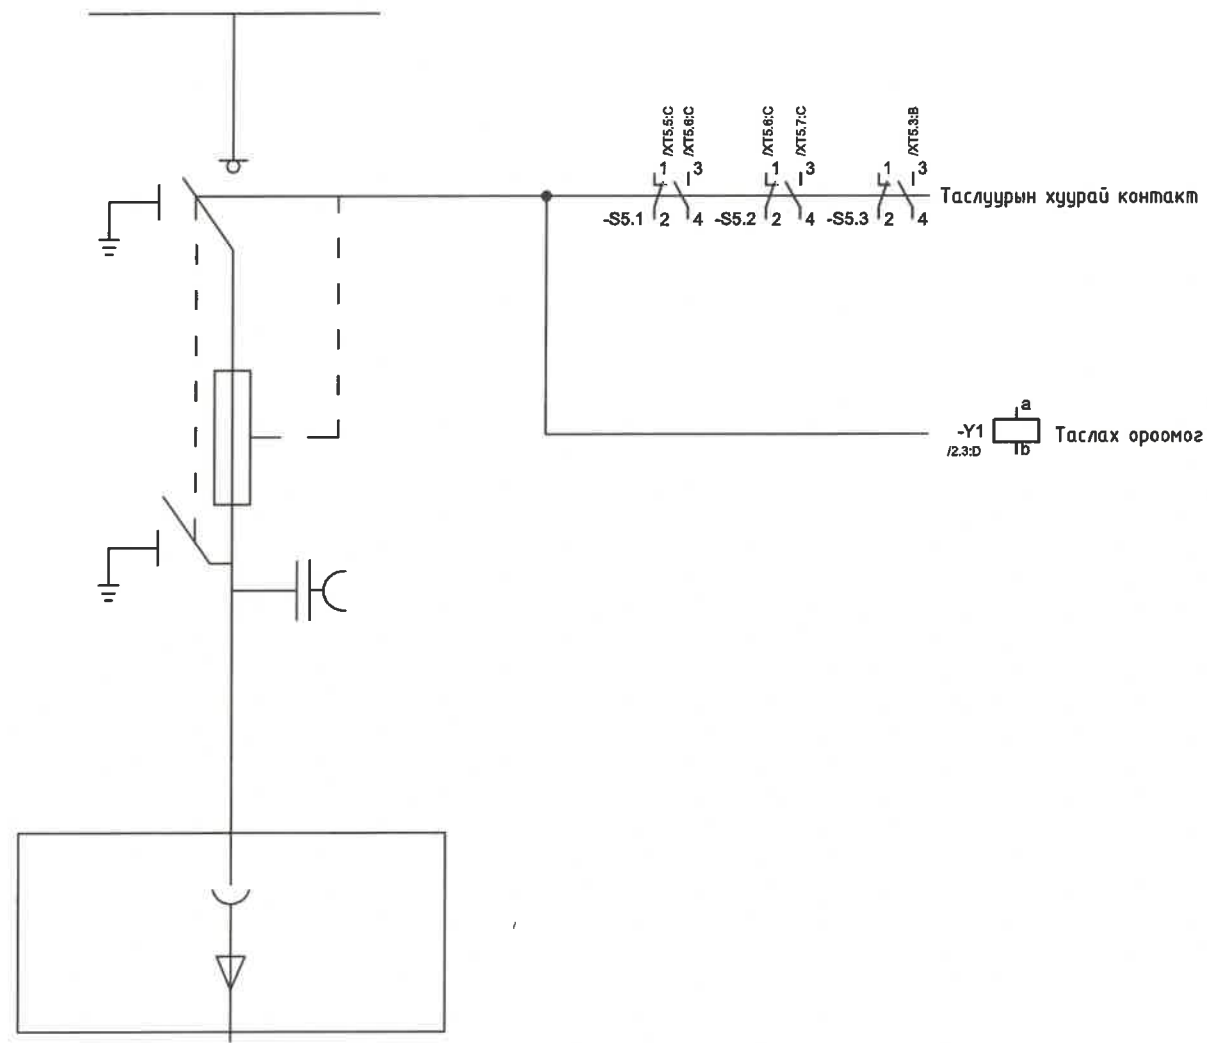 /XT5.5:C
/XT5.6:C
/XT5.6:C
/XT5.7:C
/XT5.3:B
1 3 1 3 1 3
Таслуурын хуурай контакт
-S5.1 2 4 -S5.2 2 4 -S5.3 2 4
a
-Y1
Таслах ороомог
/2.3:D
b